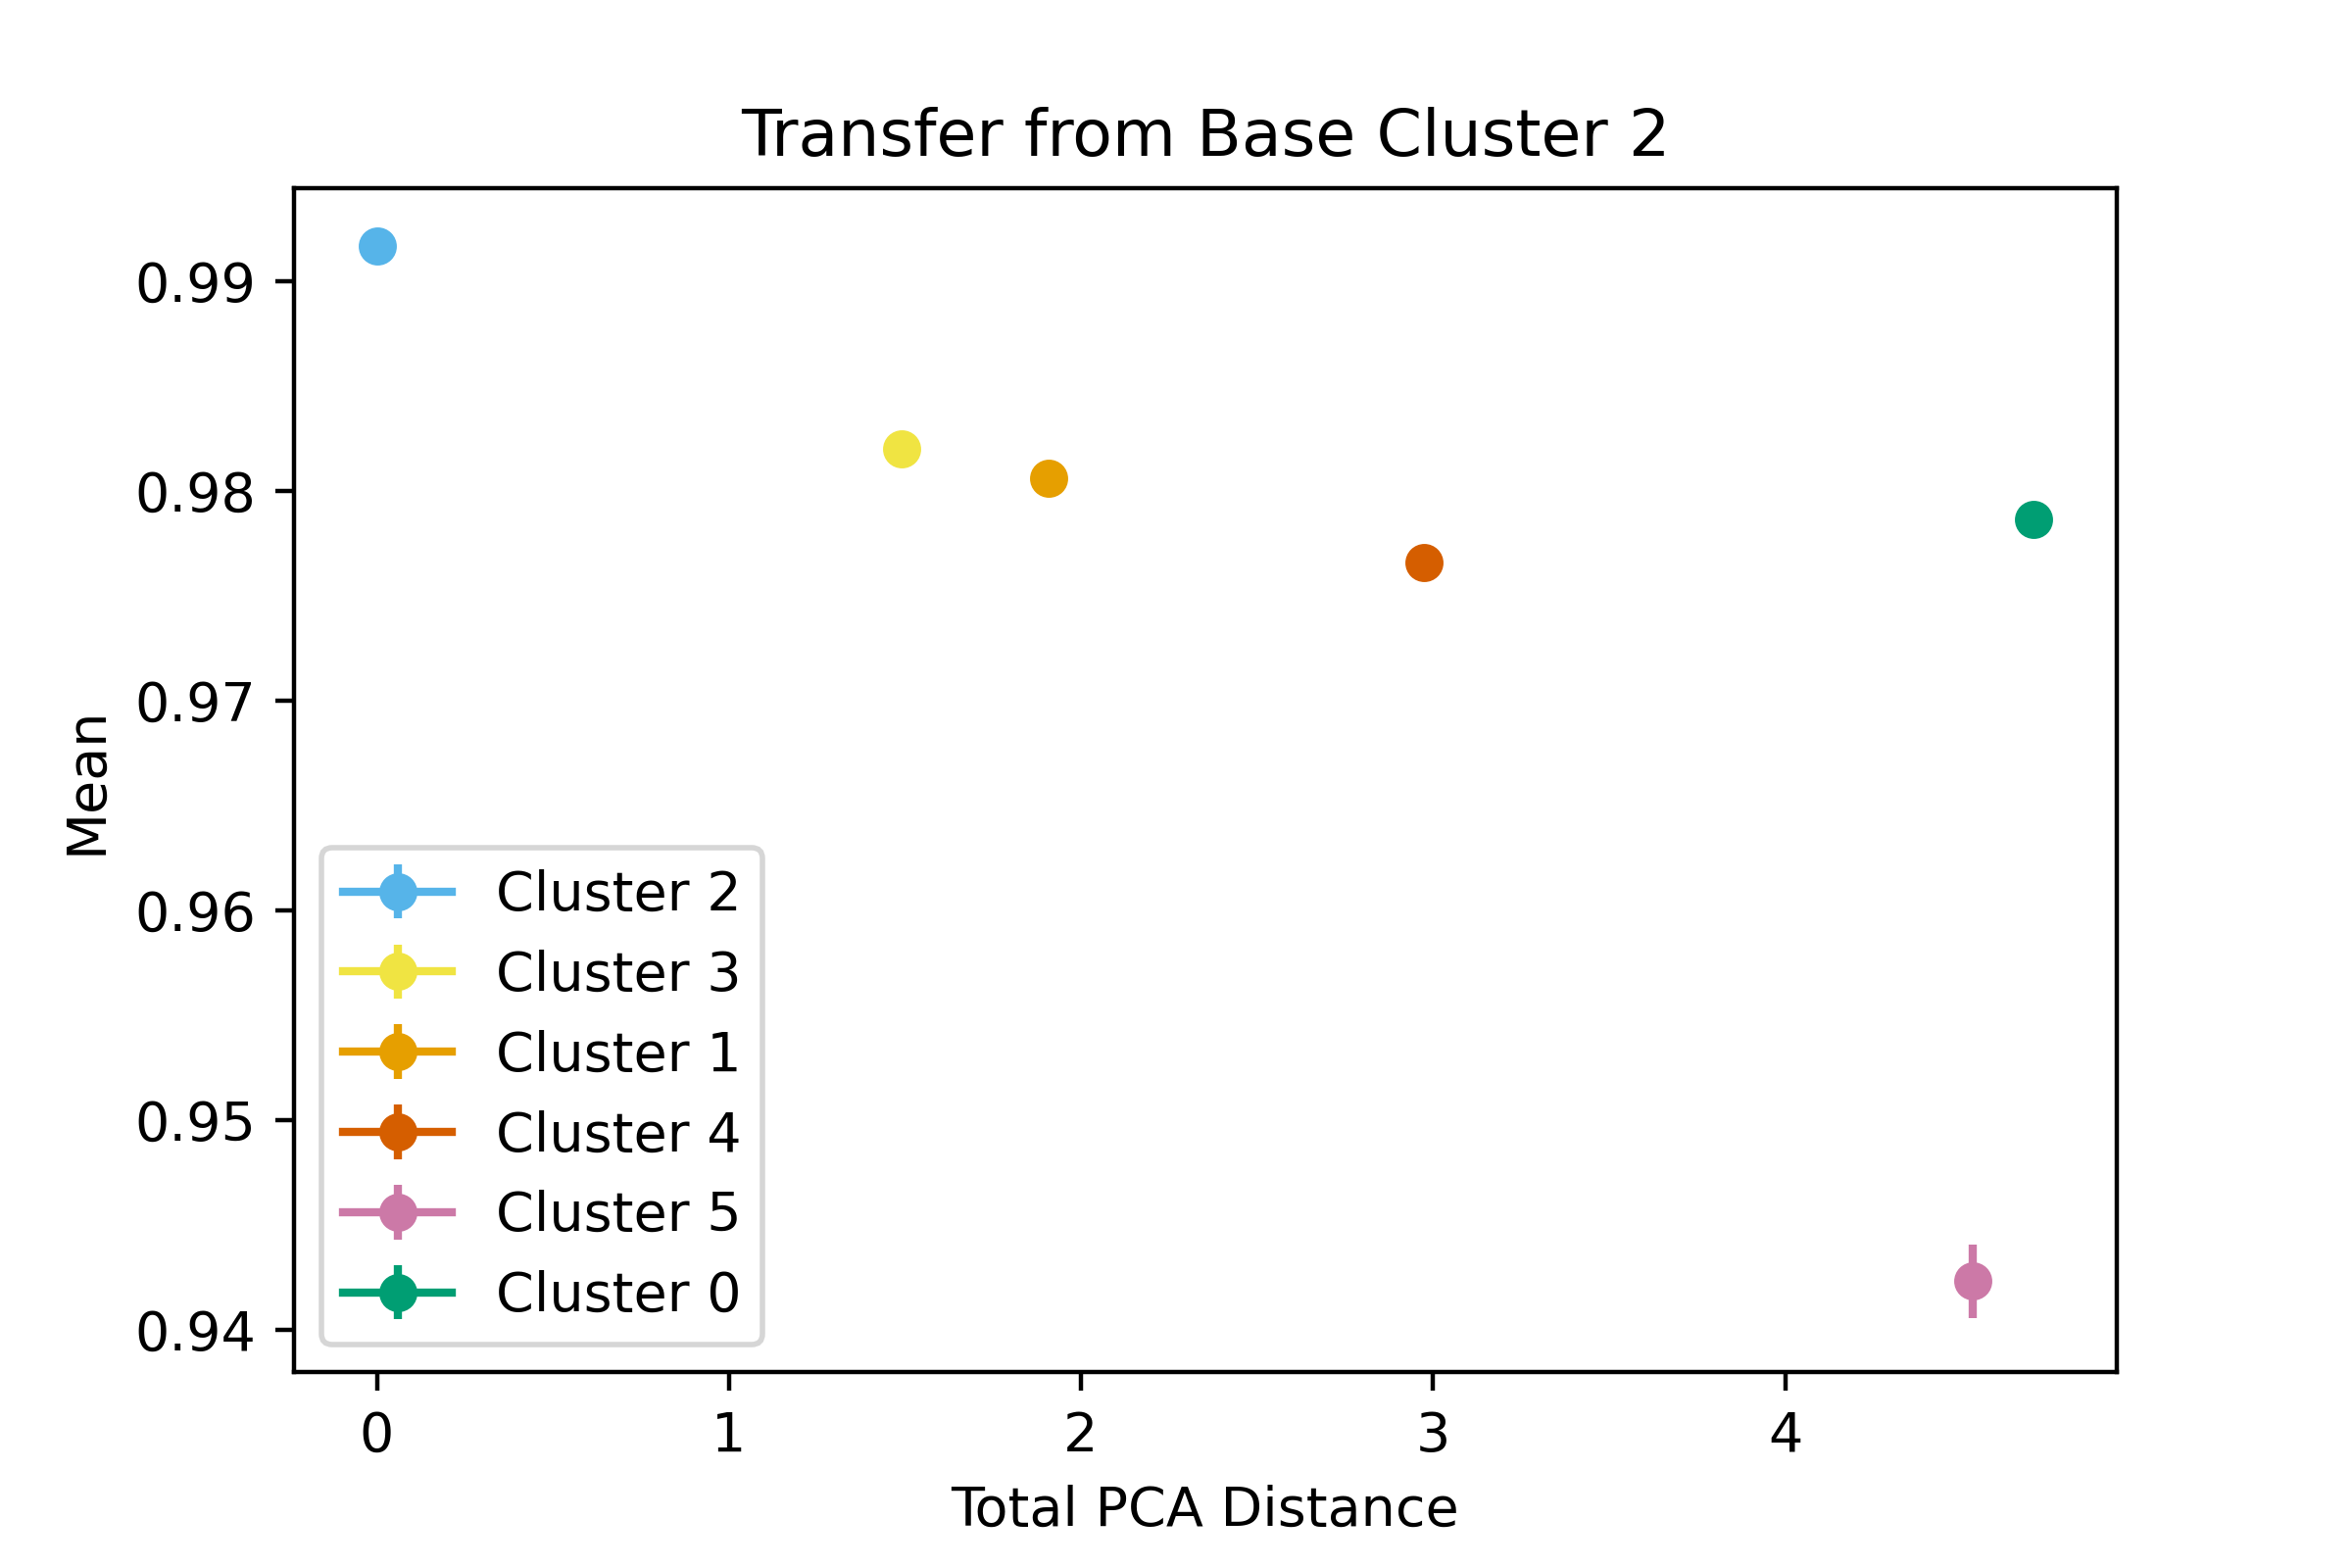 Transfer from Base Cluster 2
Mean
0.99
0.98
0.97
0.96
0.95
0.94
Cluster 2
Cluster 3
Cluster 1
Cluster 4
Cluster 5
Cluster 0
0 1 2 3 4
Total PCA Distance